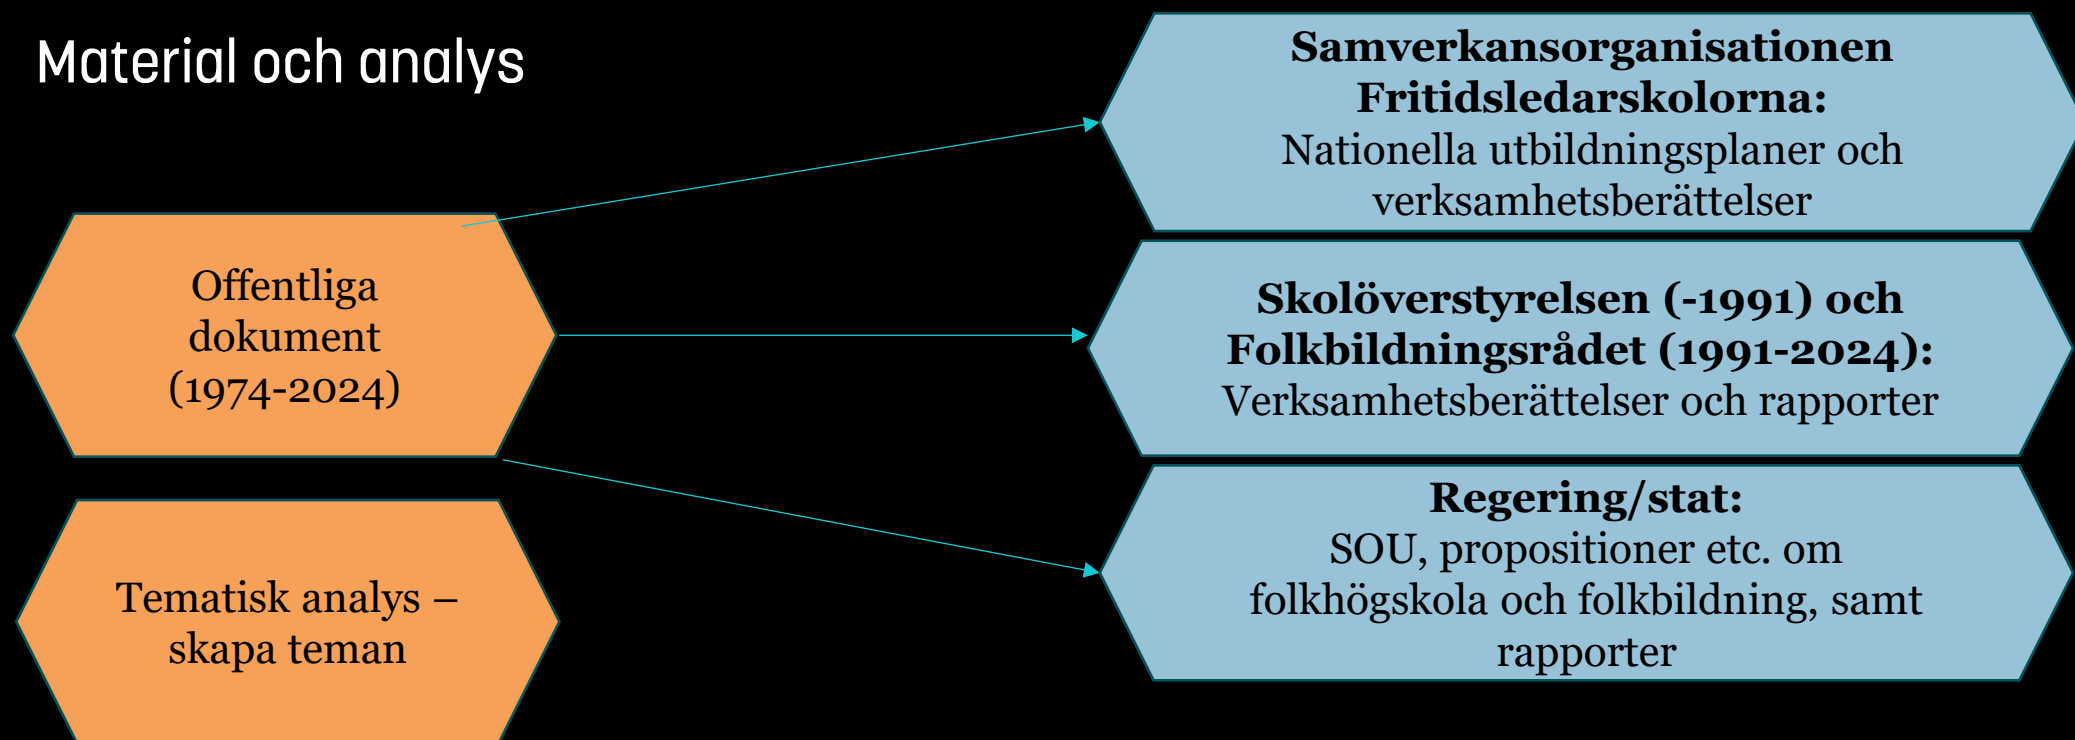 Material och analys
Offentliga
dokument
(1974-2024)
Tematisk analys –
skapa teman
Samverkansorganisationen
Fritidsledarskolorna:
Nationella utbildningsplaner och
verksamhetsberättelser
Skolöverstyrelsen (-1991) och
Folkbildningsrådet (1991-2024):
Verksamhetsberättelser och rapporter
Regering/stat:
SOU, propositioner etc. om
folkhögskola och folkbildning, samt
rapporter